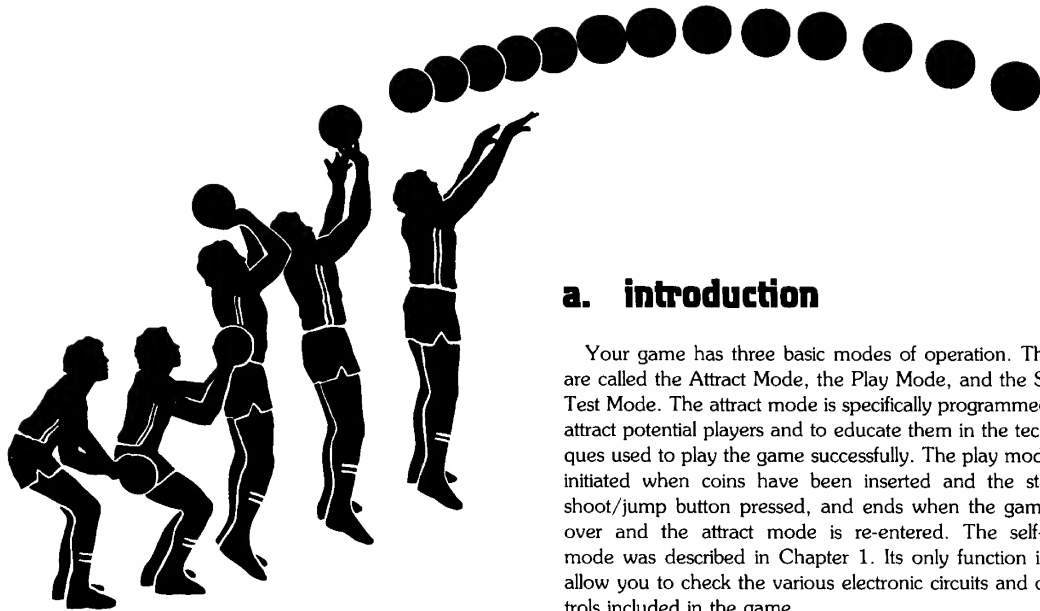 a. introduction
Your game has three basic modes of operation. Th
are called the Attract Mode, the Play Mode, and the S
Test Mode. The attract mode is specifically programmed
attract potential players and to educate them in the tec
ques used to play the game successfully. The play mod
initiated when coins have been inserted and the st
shoot/jump button pressed, and ends when the gam
over and the attract mode is re-entered. The self-
mode was described in Chapter 1. Its only function i
allow you to check the various electronic circuits and c
trols included in the game.